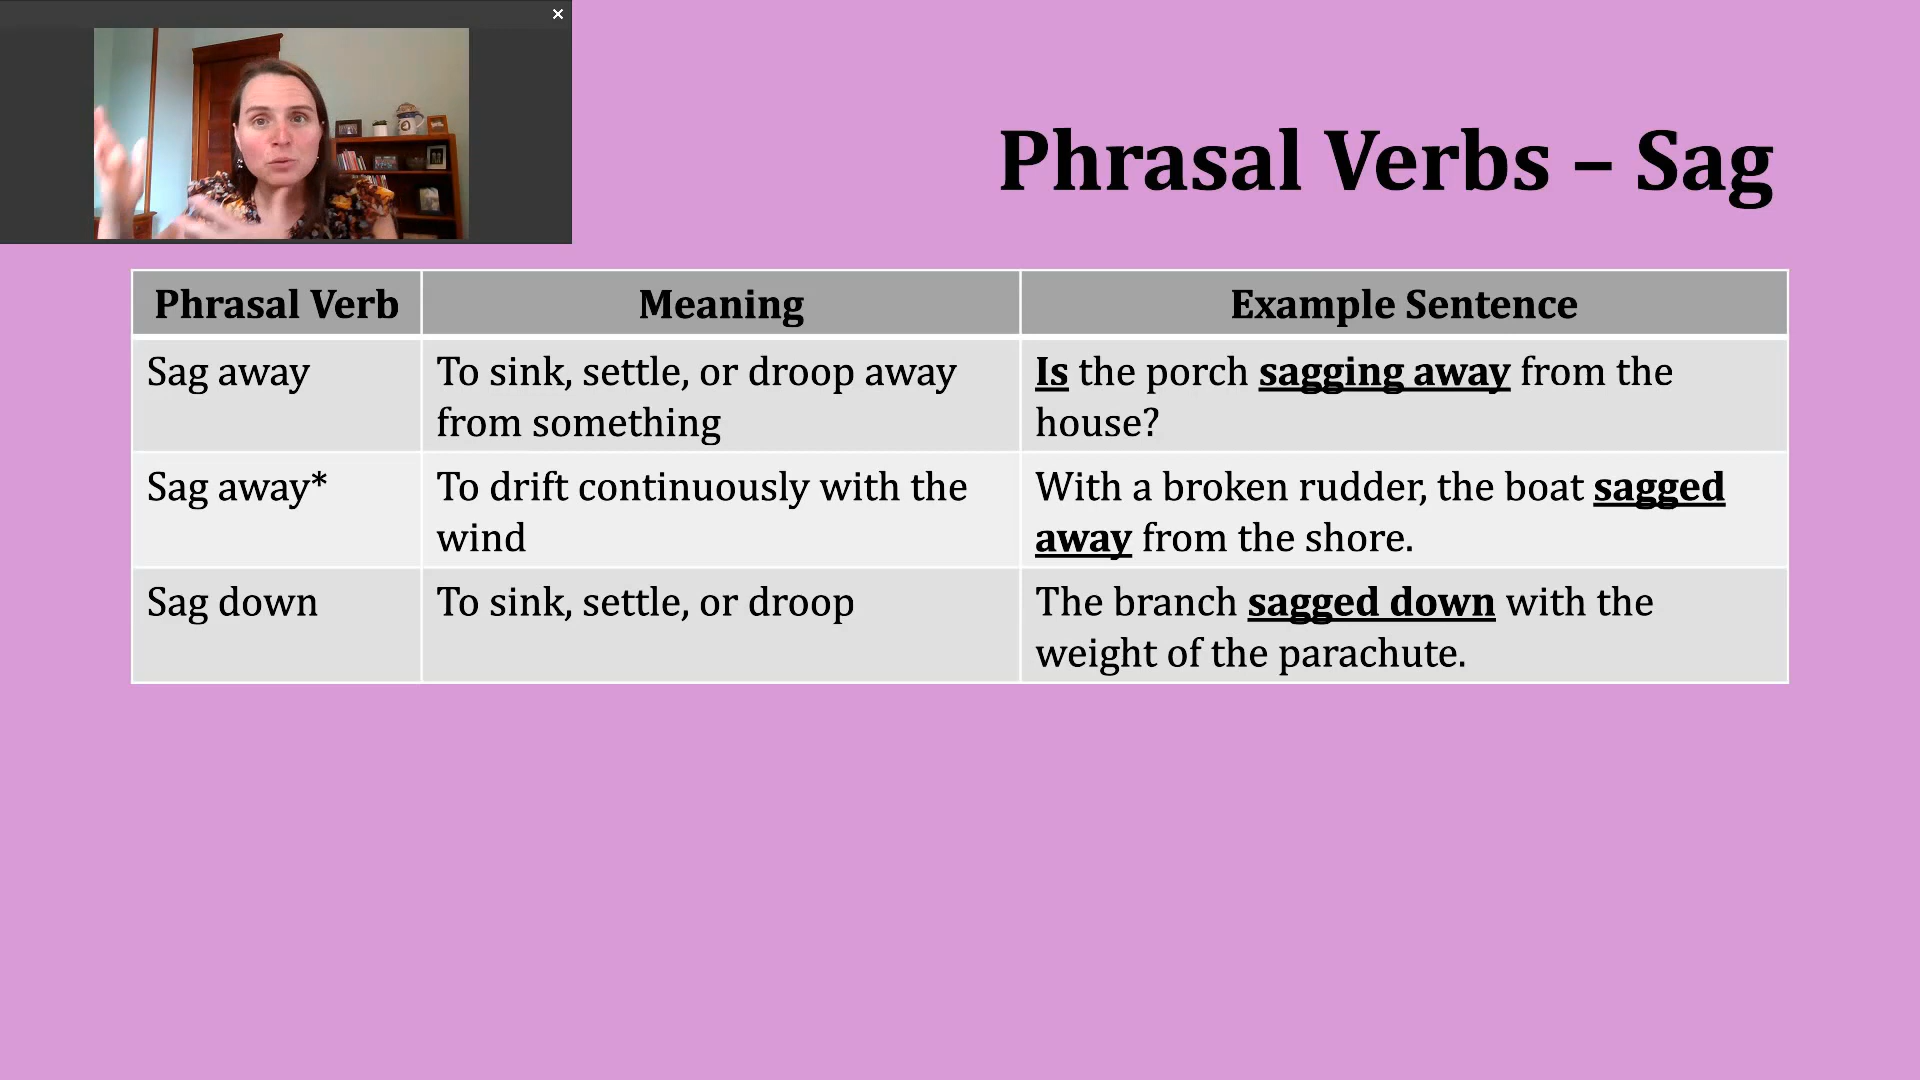 Phrasal Verbs – Sag
Phrasal Verb
Meaning
Example Sentence
Sag away
To sink, settle, or droop away
from something
Is the porch sagging away from the
house?
Sag away*
To drift continuously with the
wind
With a broken rudder, the boat sagged
away from the shore.
Sag down
To sink, settle, or droop
The branch sagged down with the
weight of the parachute.